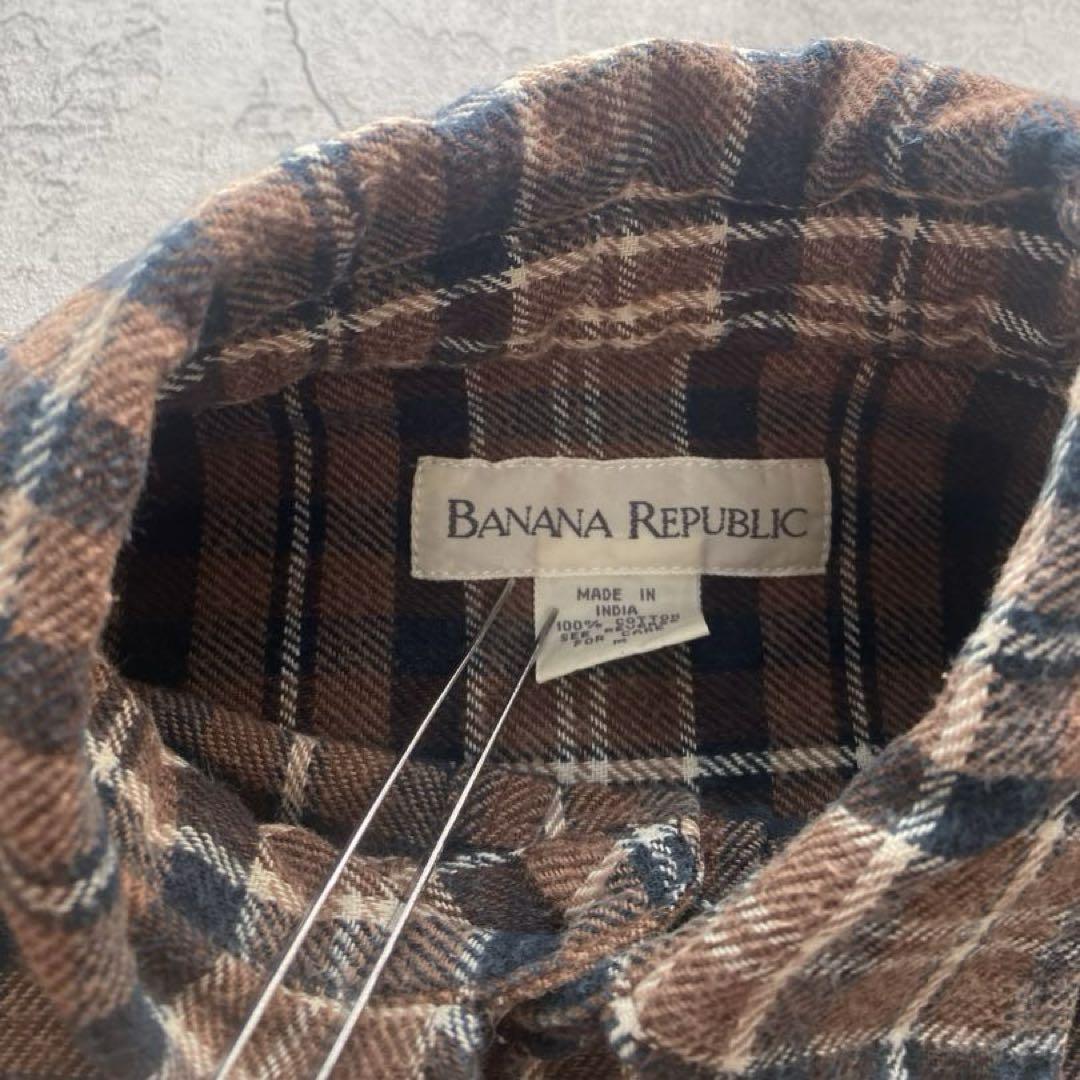 BANANA REPUBLIC
MADE IN
INDIA
100% COTTON
SEE REVERSE
FOR CARE
M